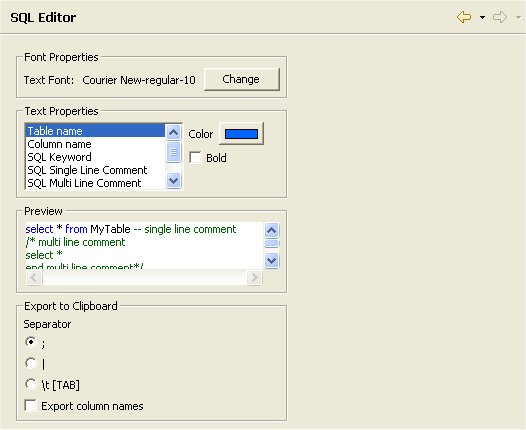 SQL Editor
Font Properties
Text Font: Courier New-regular-10 Change
Text Properties
Table name
Column name
SQL Keyword
SQL Single Line Comment
SQL Multi Line Comment
Color
Bold
Preview
select * from MyTable -- single line comment
/* multi line comment
select *
end multi line comment*/
Export to Clipboard
Separator
;
|
\t [TAB]
Export column names